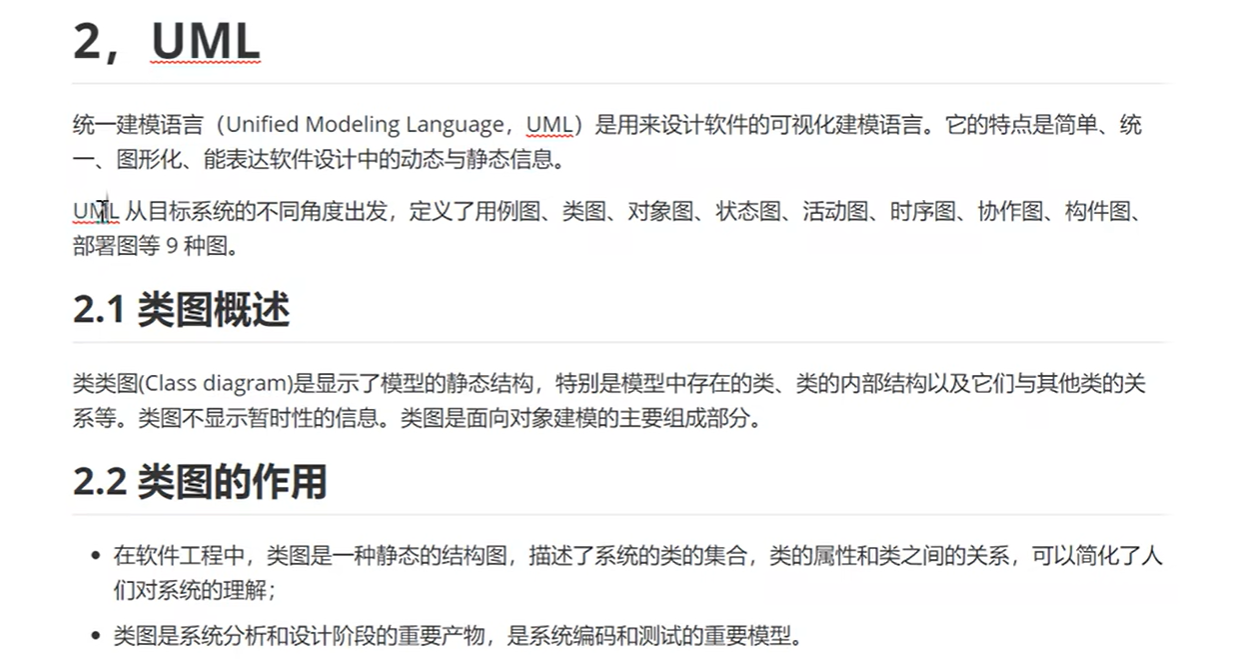 2，UML
统一建模语言（Unified Modeling Language，UML）是用来设计软件的可视化建模语言。它的特点是简单、统
一、图形化、能表达软件设计中的动态与静态信息。
UML 从目标系统的不同角度出发，定义了用例图、类图、对象图、状态图、活动图、时序图、协作图、构件图、
部署图等 9 种图。
2.1 类图概述
类类图(Class diagram)是显示了模型的静态结构，特别是模型中存在的类、类的内部结构以及它们与其他类的关
系等。类图不显示暂时性的信息。类图是面向对象建模的主要组成部分。
2.2 类图的作用
• 在软件工程中，类图是一种静态的结构图，描述了系统的类的集合，类的属性和类之间的关系，可以简化了人
们对系统的理解；
• 类图是系统分析和设计阶段的重要产物，是系统编码和测试的重要模型。